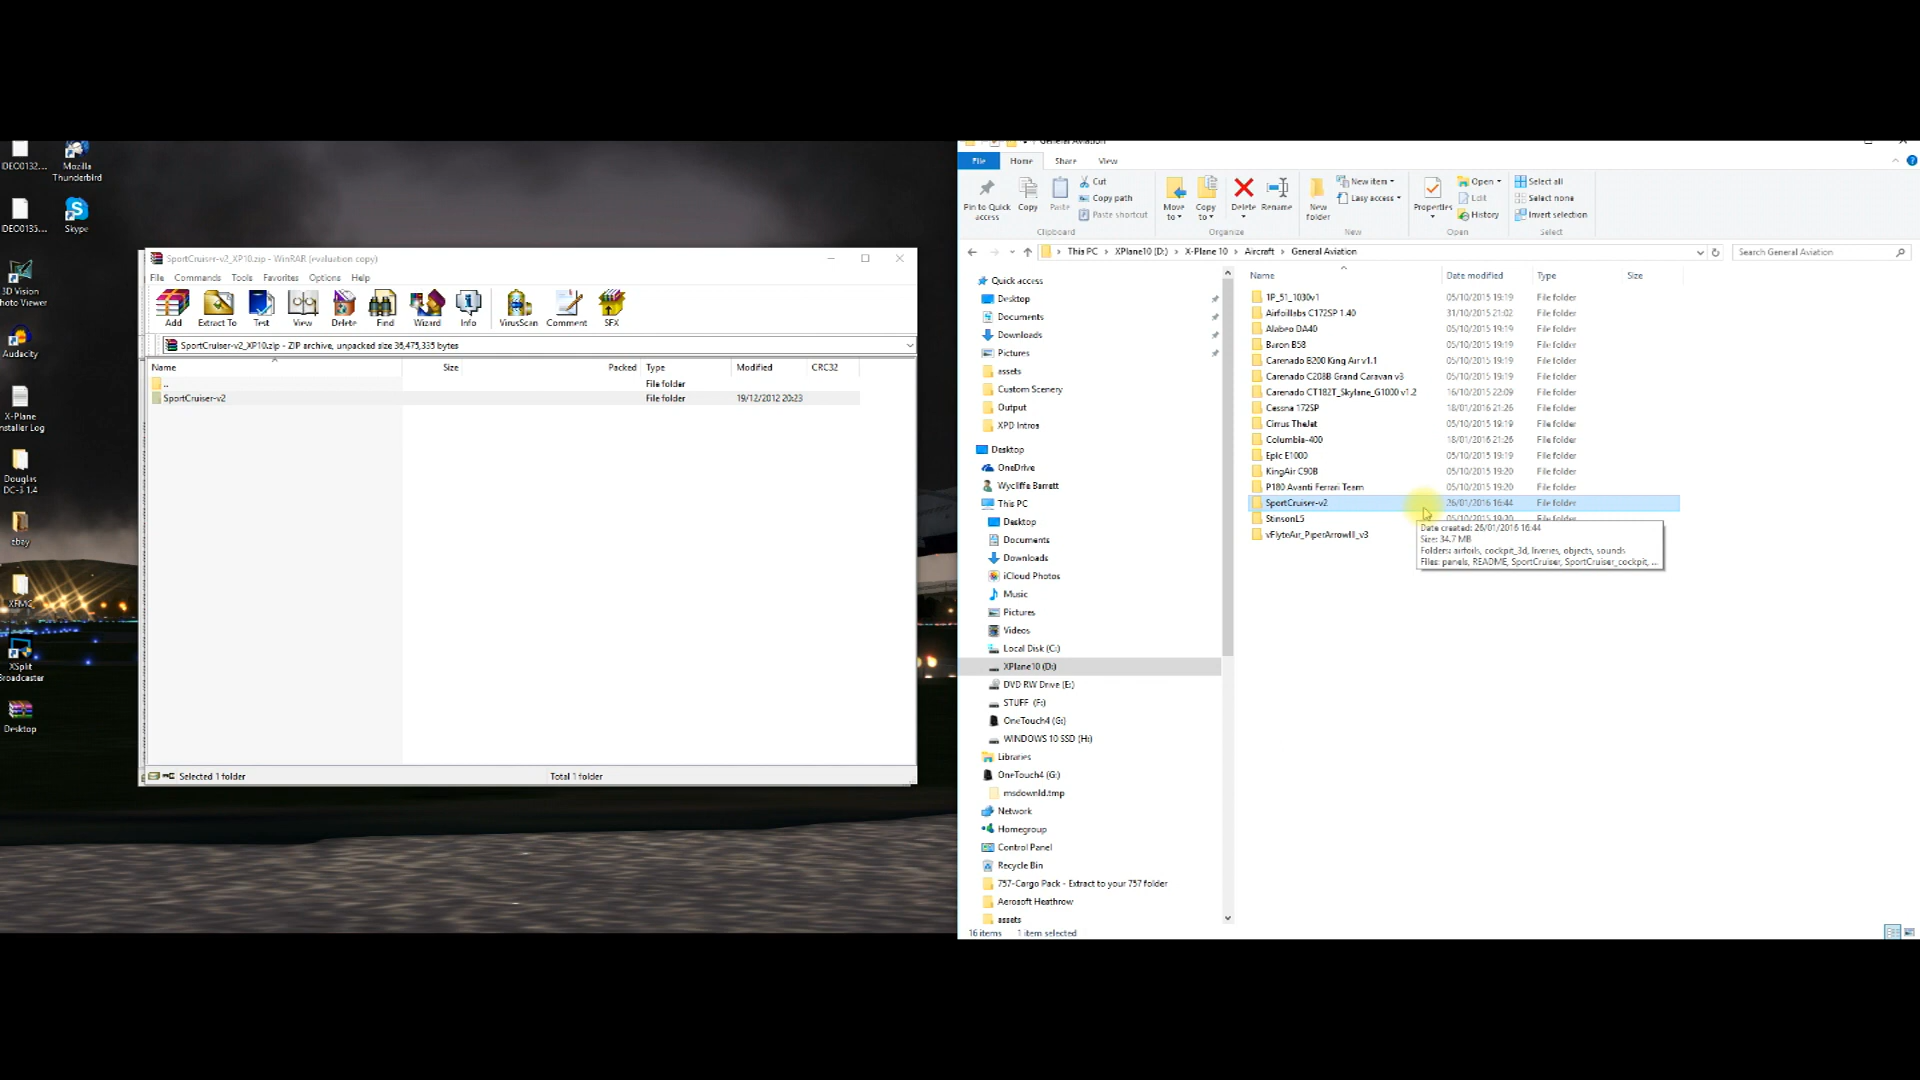 DEC0132...
Mozilla
Thunderbird
DEC0135...
Skype
3D Vision
hoto Viewer
Audacity
X-Plane
nstaller Log
Douglas
DC-3 1.4
ebay
XFMC
XSplit
Broadcaster
Desktop
SportCruiser-v2_XP10.zip - WinRAR (evaluation copy)
File Commands Tools Favorites Options Help
Add Extract To Test View Delete Find Wizard Info VirusScan Comment SFX
SportCruiser-v2_XP10.zip - ZIP archive, unpacked size 36,475,335 bytes
Name Size Packed Type Modified CRC32
.. File folder
SportCruiser-v2 File folder 19/12/2012 20:23
Selected 1 folder Total 1 folder
General Aviation
File Home Share View
Pin to Quick
access
Copy
Paste
Cut
Copy path
Paste shortcut
Clipboard
Move
to
Copy
to
Delete
Rename
Organize
New
folder
New item
Easy access
New
Properties
Open
Edit
History
Open
Select all
Select none
Invert selection
Select
This PC > XPlane10 (D:) > X-Plane 10 > Aircraft > General Aviation
Search General Aviation
Quick access
Desktop
Documents
Downloads
Pictures
assets
Custom Scenery
Output
XPD Intros
Desktop
OneDrive
Wycliffe Barrett
This PC
Desktop
Documents
Downloads
iCloud Photos
Music
Pictures
Videos
Local Disk (C:)
XPlane10 (D:)
DVD RW Drive (E:)
STUFF (F:)
OneTouch4 (G:)
WINDOWS 10 SSD (H:)
Libraries
OneTouch4 (G:)
msdownld.tmp
Network
Homegroup
Control Panel
Recycle Bin
757-Cargo Pack - Extract to your 757 folder
Aerosoft Heathrow
assets
Name Date modified Type Size
1P_51_1030v1 05/10/2015 19:19 File folder
Airfoillabs C172SP 1.40 31/10/2015 21:02 File folder
Alabeo DA40 05/10/2015 19:19 File folder
Baron B58 05/10/2015 19:19 File folder
Carenado B200 King Air v1.1 05/10/2015 19:19 File folder
Carenado C208B Grand Caravan v3 05/10/2015 19:19 File folder
Carenado CT182T_Skylane_G1000 v1.2 16/10/2015 22:09 File folder
Cessna 172SP 18/01/2016 21:26 File folder
Cirrus TheJet 05/10/2015 19:19 File folder
Columbia-400 18/01/2016 21:26 File folder
Epic E1000 05/10/2015 19:19 File folder
KingAir C90B 05/10/2015 19:20 File folder
P180 Avanti Ferrari Team 05/10/2015 19:20 File folder
SportCruiser-v2 26/01/2016 16:44 File folder
StinsonL5 05/10/2015 19:20 File folder
vFlyteAir_PiperArrowIII_v3
Date created: 26/01/2016 16:44
Size: 34.7 MB
Folders: airfoils, cockpit_3d, liveries, objects, sounds
Files: panels, README, SportCruiser, SportCruiser_cockpit, ...
16 items 1 item selected